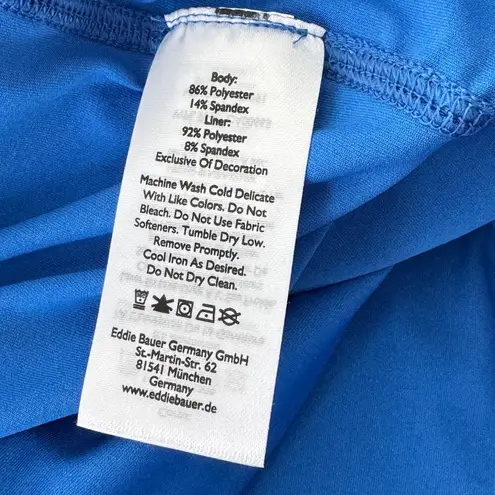 Body:
86% Polyester
14% Spandex
Liner:
92% Polyester
8% Spandex
Exclusive Of Decoration
Machine Wash Cold Delicate
With Like Colors. Do Not
Bleach. Do Not Use Fabric
Softeners. Tumble Dry Low.
Remove Promptly.
Cool Iron As Desired.
Do Not Dry Clean.
Eddie Bauer Germany GmbH
St.-Martin-Str. 62
81541 München
Germany
www.eddiebauer.de